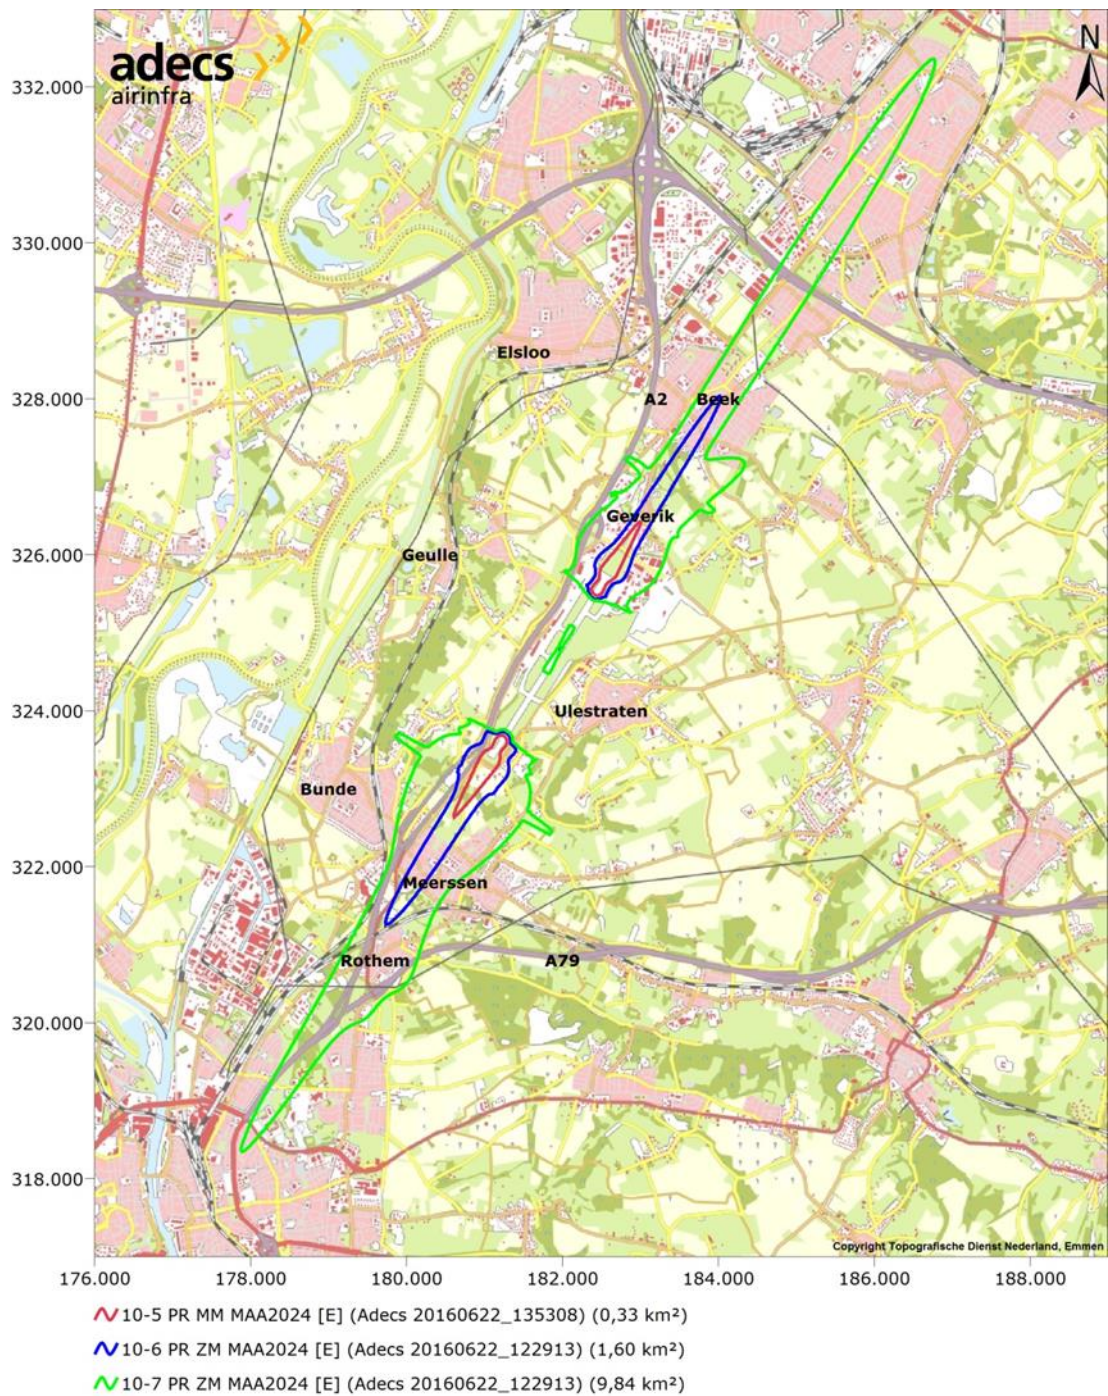 adecs
airinfra
N
332.000
330.000
Elsloo
328.000
A2
Beek
Geverik
326.000
Geulle
324.000
Ulestraten
Bunde
322.000
Meerssen
Rothem
A79
320.000
318.000
Copyright Topografische Dienst Nederland, Emmen
176.000 178.000 180.000 182.000 184.000 186.000 188.000
10-5 PR MM MAA2024 [E] (Adecs 20160622_135308) (0,33 km²)
10-6 PR ZM MAA2024 [E] (Adecs 20160622_122913) (1,60 km²)
10-7 PR ZM MAA2024 [E] (Adecs 20160622_122913) (9,84 km²)